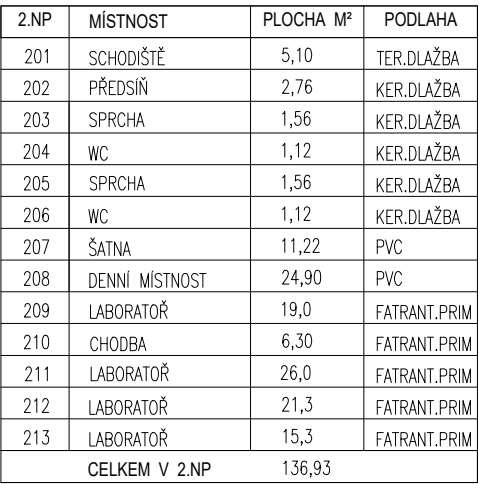 2.NP MÍSTNOST PLOCHA M² PODLAHA
201 SCHODIŠTĚ 5,10 TER.DLAŽBA
202 PŘEDSÍŇ 2,76 KER.DLAŽBA
203 SPRCHA 1,56 KER.DLAŽBA
204 WC 1,12 KER.DLAŽBA
205 SPRCHA 1,56 KER.DLAŽBA
206 WC 1,12 KER.DLAŽBA
207 ŠATNA 11,22 PVC
208 DENNÍ MÍSTNOST 24,90 PVC
209 LABORATOŘ 19,0 FATRANT.PRIM
210 CHODBA 6,30 FATRANT.PRIM
211 LABORATOŘ 26,0 FATRANT.PRIM
212 LABORATOŘ 21,3 FATRANT.PRIM
213 LABORATOŘ 15,3 FATRANT.PRIM
CELKEM V 2.NP 136,93